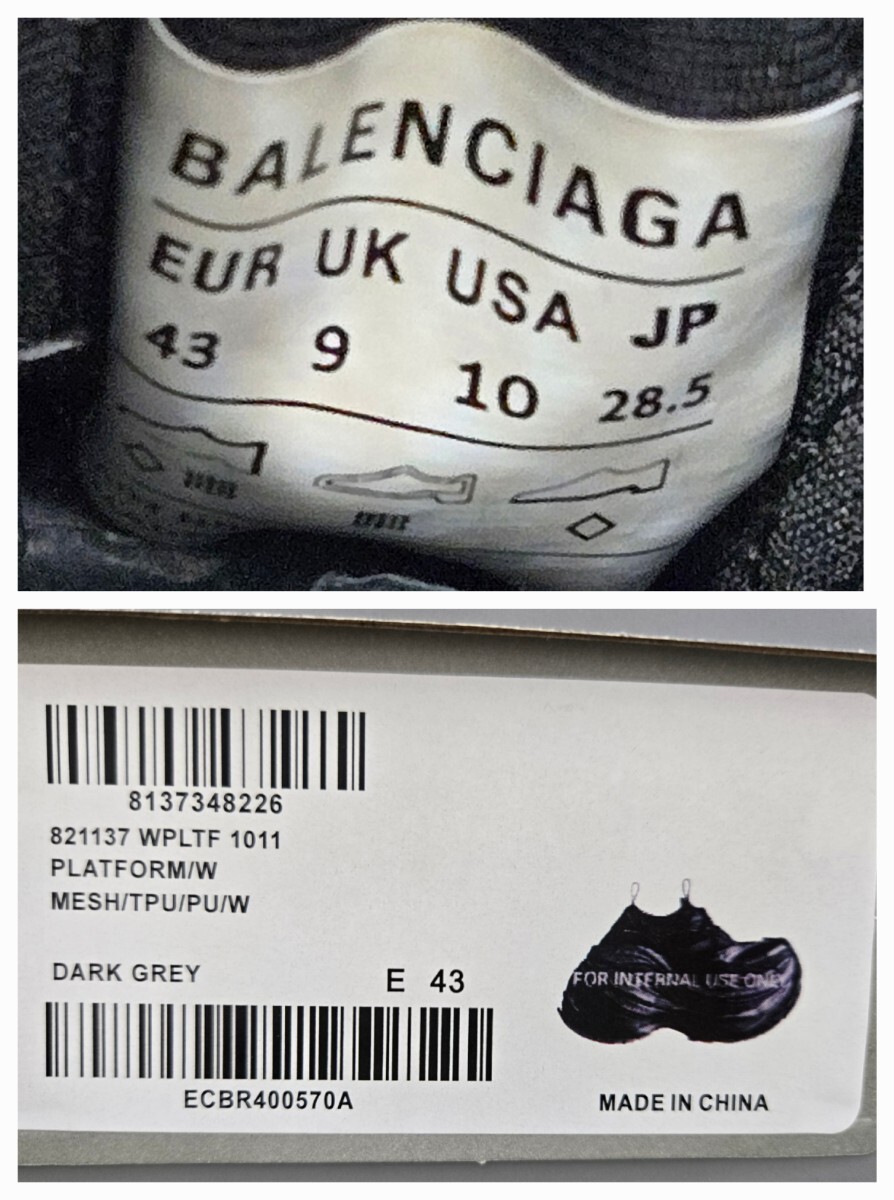 BALENCIAGA
EUR UK USA JP
43 9 10 28.5
8137348226
821137 WPLTF 1011
PLATFORM/W
MESH/TPU/PU/W
DARK GREY E 43
FOR INTERNAL USE ONLY
ECBR400570A
MADE IN CHINA